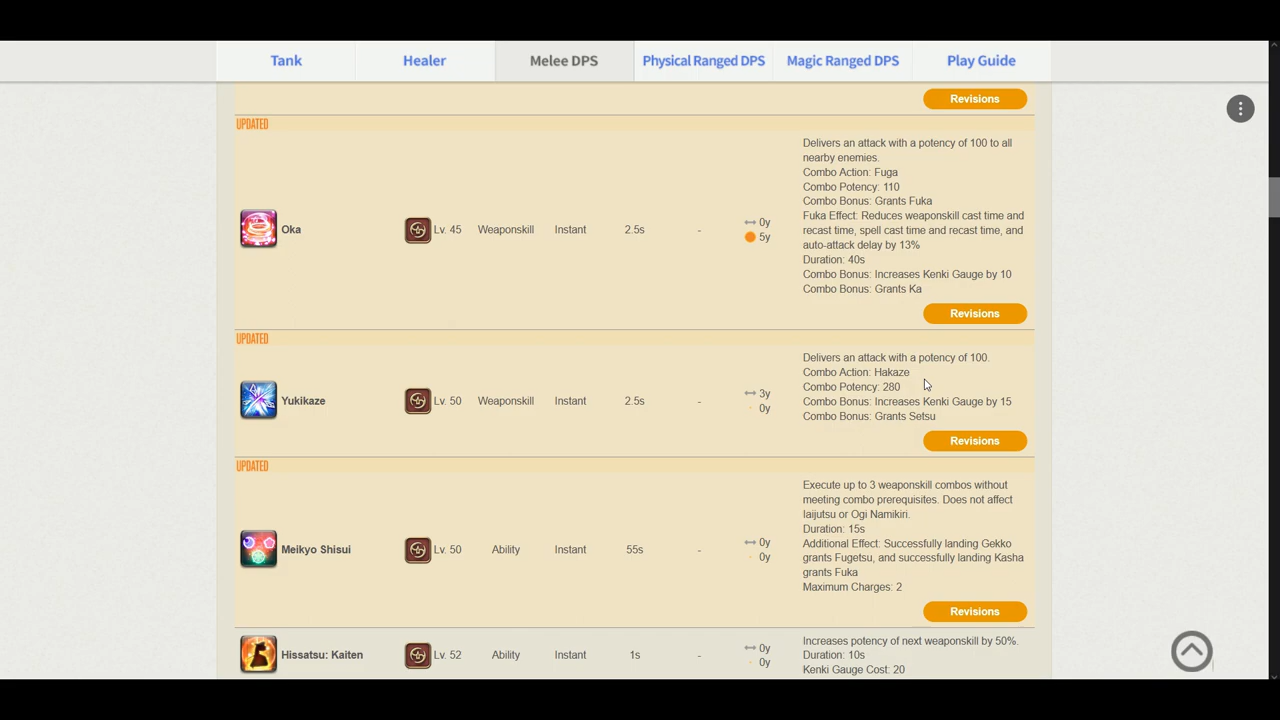 Tank Healer Melee DPS Physical Ranged DPS Magic Ranged DPS Play Guide
Revisions
UPDATED
Oka Lv. 45 Weaponskill Instant 2.5s - 0y
5y
Delivers an attack with a potency of 100 to all
nearby enemies.
Combo Action: Fuga
Combo Potency: 110
Combo Bonus: Grants Fuka
Fuka Effect: Reduces weaponskill cast time and
recast time, spell cast time and recast time, and
auto-attack delay by 13%
Duration: 40s
Combo Bonus: Increases Kenki Gauge by 10
Combo Bonus: Grants Ka
Revisions
UPDATED
Yukikaze Lv. 50 Weaponskill Instant 2.5s - 3y
0y
Delivers an attack with a potency of 100.
Combo Action: Hakaze
Combo Potency: 280
Combo Bonus: Increases Kenki Gauge by 15
Combo Bonus: Grants Setsu
Revisions
UPDATED
Meikyo Shisui Lv. 50 Ability Instant 55s - 0y
0y
Execute up to 3 weaponskill combos without
meeting combo prerequisites. Does not affect
Iaijutsu or Ogi Namikiri.
Duration: 15s
Additional Effect: Successfully landing Gekko
grants Fugetsu, and successfully landing Kasha
grants Fuka
Maximum Charges: 2
Revisions
Hissatsu: Kaiten Lv. 52 Ability Instant 1s - 0y
0y
Increases potency of next weaponskill by 50%.
Duration: 10s
Kenki Gauge Cost: 20